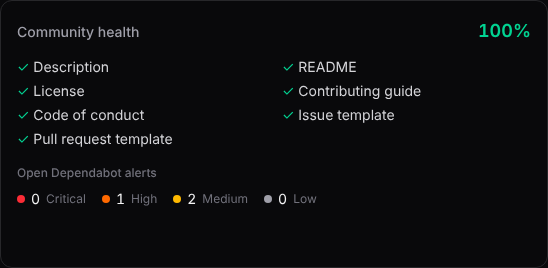 Community health 100%
✓ Description ✓ README
✓ License ✓ Contributing guide
✓ Code of conduct ✓ Issue template
✓ Pull request template
Open Dependabot alerts
0 Critical 1 High 2 Medium 0 Low